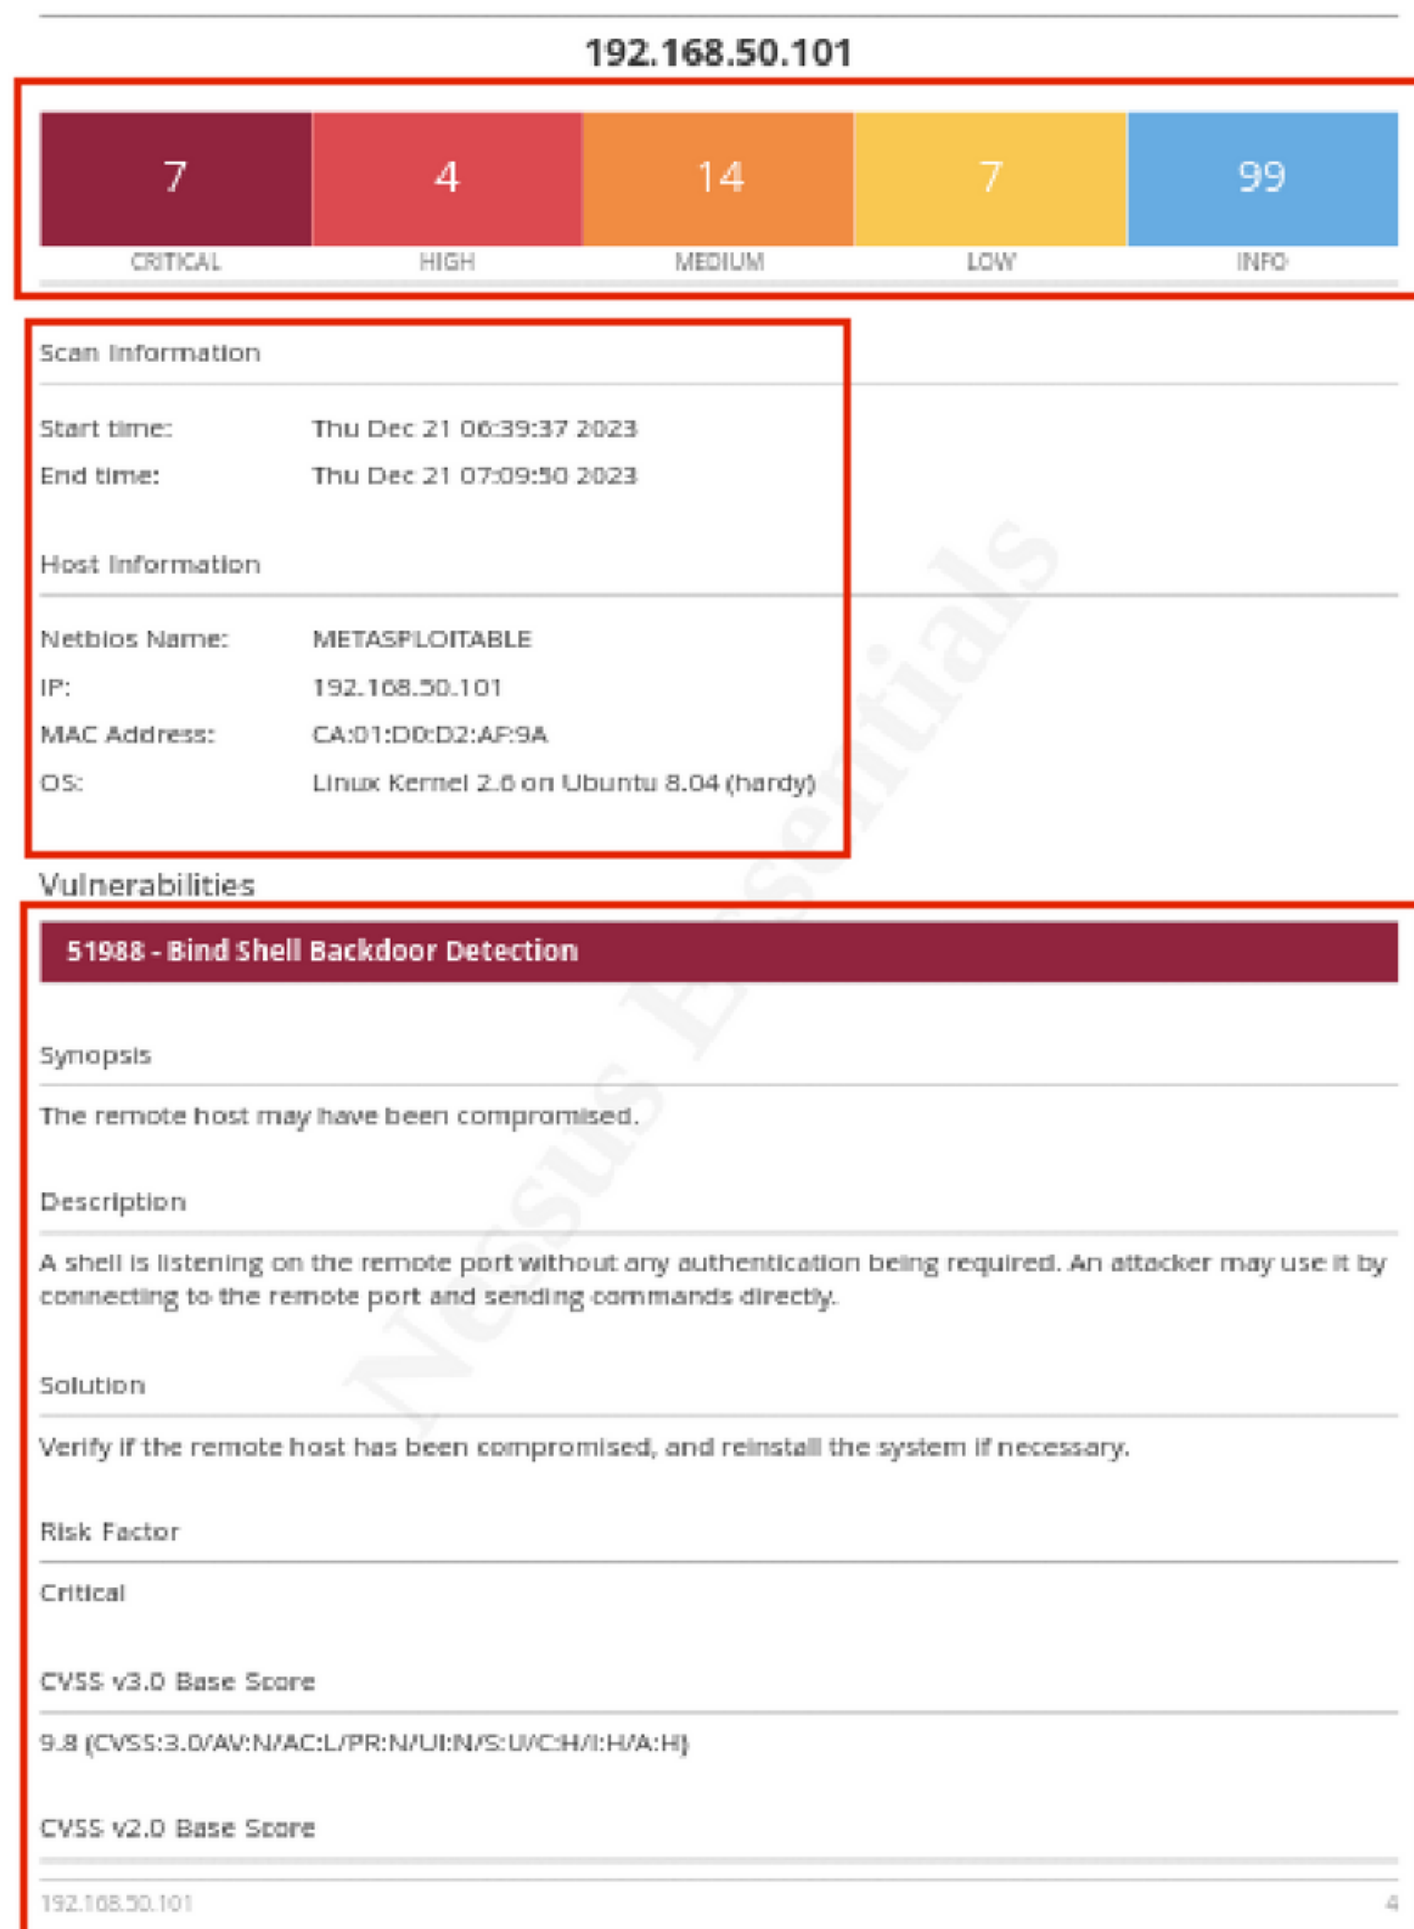 192.168.50.101
7 4 14 7 99
CRITICAL HIGH MEDIUM LOW INFO
Scan Information
Start time: Thu Dec 21 06:39:37 2023
End time: Thu Dec 21 07:09:50 2023
Host Information
Netbios Name: METASPLOITABLE
IP: 192.168.50.101
MAC Address: CA:01:D0:D2:AF:9A
OS: Linux Kernel 2.6 on Ubuntu 8.04 (hardy)
Vulnerabilities
51988 - Bind Shell Backdoor Detection
Synopsis
The remote host may have been compromised.
Description
A shell is listening on the remote port without any authentication being required. An attacker may use it by
connecting to the remote port and sending commands directly.
Solution
Verify if the remote host has been compromised, and reinstall the system if necessary.
Risk Factor
Critical
CVSS v3.0 Base Score
9.8 (CVSS:3.0/AV:N/AC:L/PR:N/UI:N/S:U/C:H/I:H/A:H)
CVSS v2.0 Base Score
192.168.50.101 4
Nessus Essentials